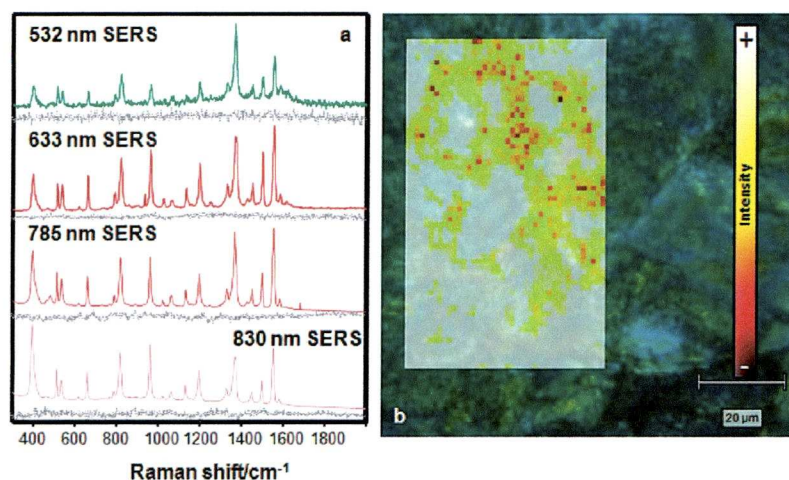 532 nm SERS
a
633 nm SERS
785 nm SERS
830 nm SERS
400 600 800 1000 1200 1400 1600 1800
Raman shift/cm-1
+
Intensity
-
b
20 µm